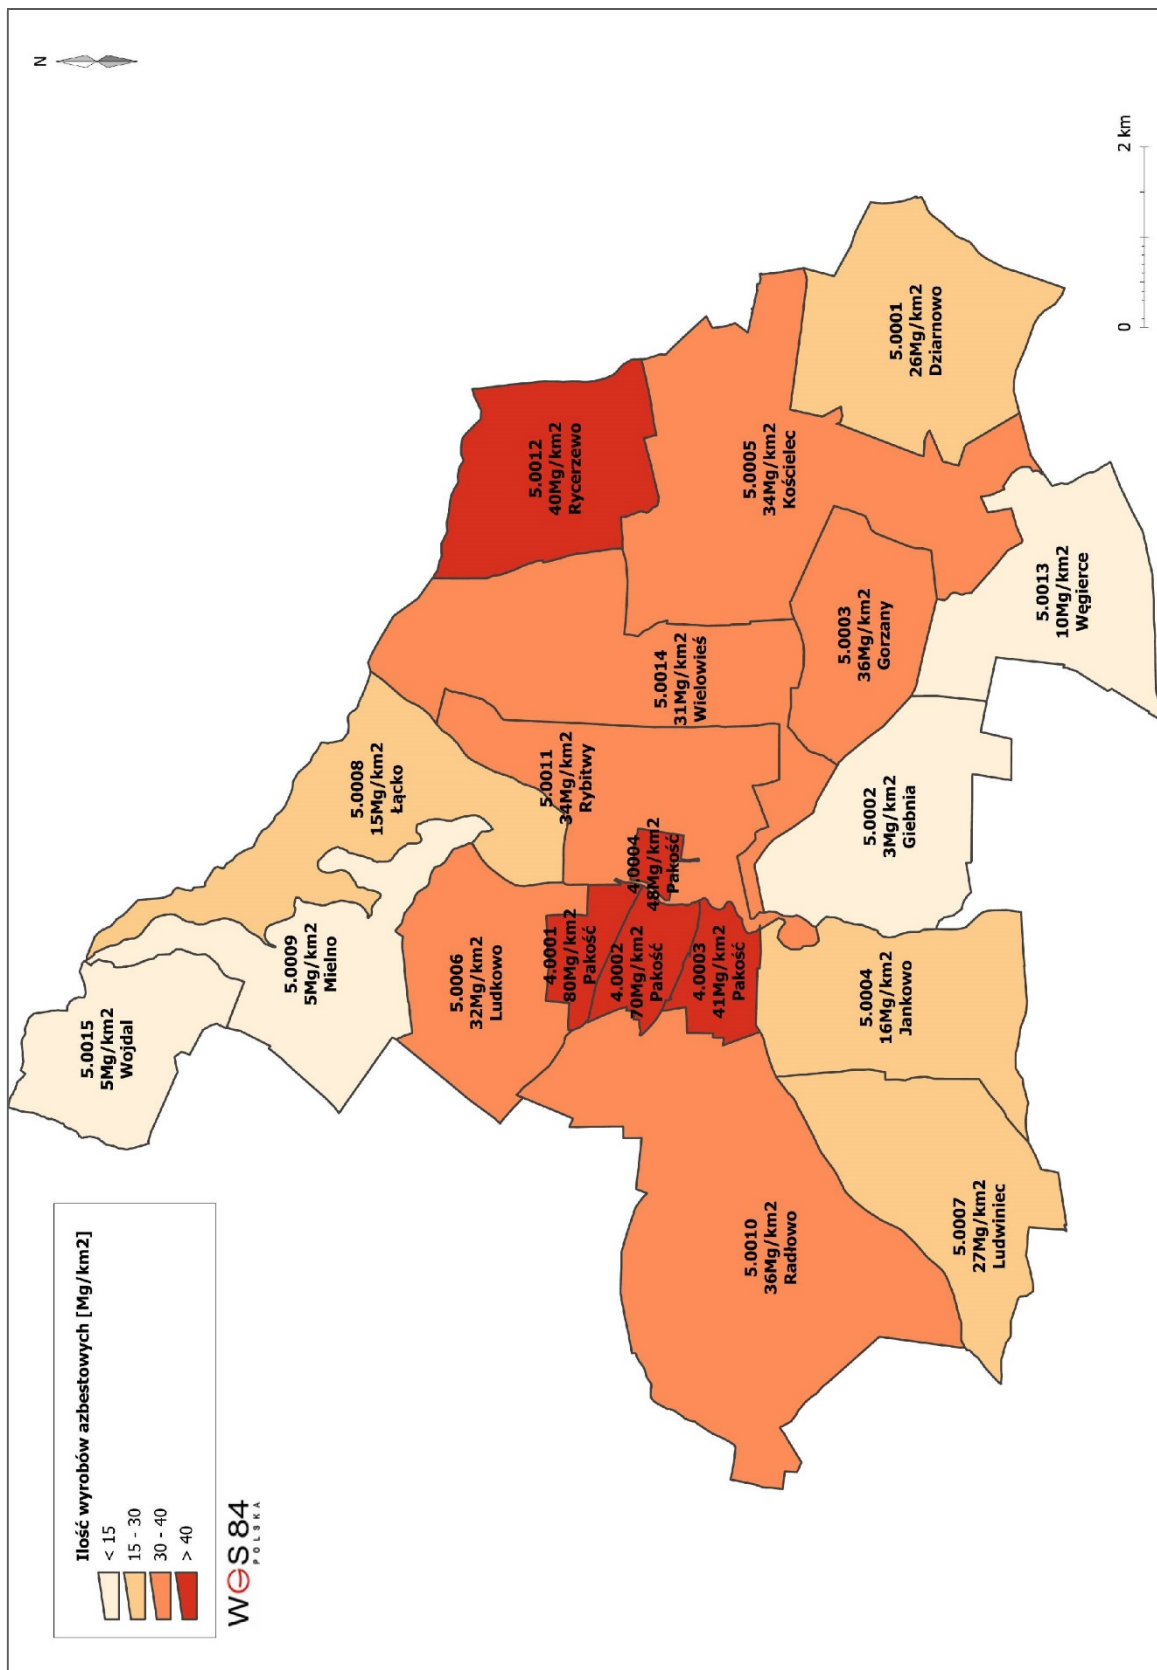 N
Ilość wyrobów azbestowych [Mg/km2]
< 15
15 - 30
30 - 40
> 40
WGS 84
POLSKA
5.0015
5Mg/km2
Wojdal
5.0009
5Mg/km2
Mielno
5.0008
15Mg/km2
Łącko
5.0006
32Mg/km2
Ludkowo
5.0012
40Mg/km2
Rycerzewo
4.0001
80Mg/km2
Pakość
4.0002
70Mg/km2
Pakość
4.0003
41Mg/km2
Pakość
4.0004
48Mg/km2
Pakość
5.0011
34Mg/km2
Rybitwy
5.0014
31Mg/km2
Wielowieś
5.0005
34Mg/km2
Kościelec
5.0010
36Mg/km2
Radłowo
5.0003
36Mg/km2
Gorzany
5.0001
26Mg/km2
Dziarnowo
5.0004
16Mg/km2
Jankowo
5.0002
3Mg/km2
Giebnia
5.0007
27Mg/km2
Ludwiniec
5.0013
10Mg/km2
Węgierce
0 2 km